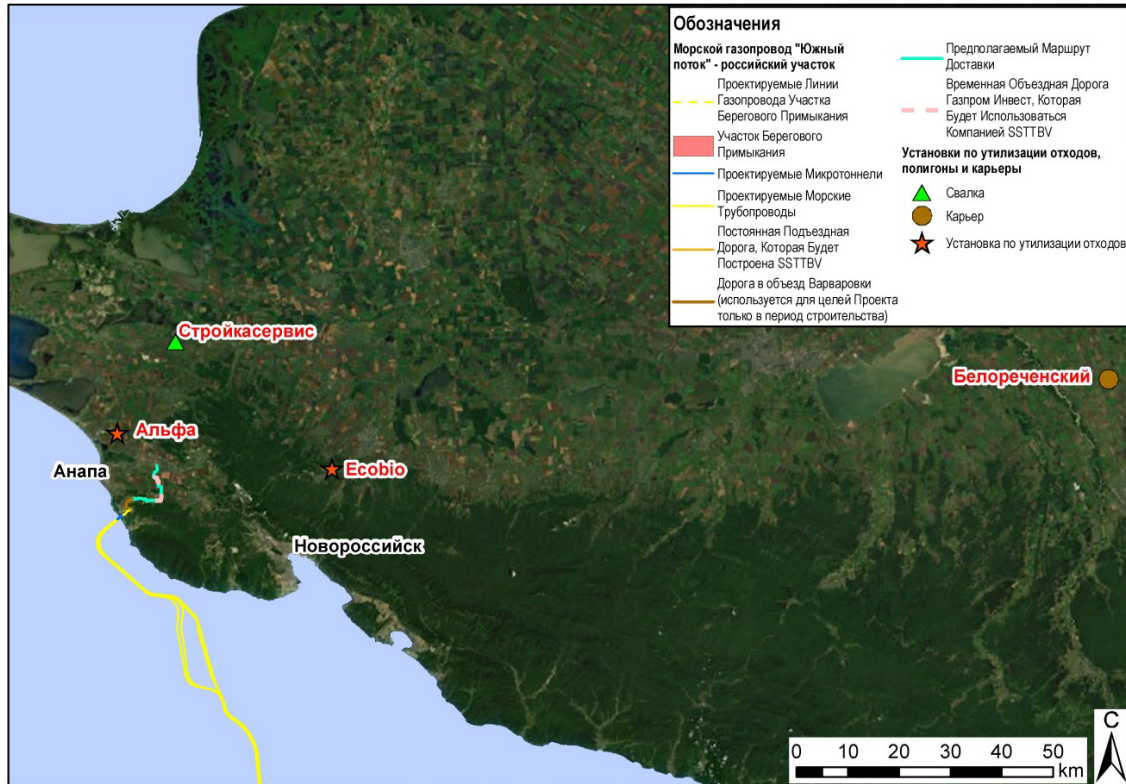 Обозначения
Морской газопровод "Южный
поток" - российский участок
Проектируемые Линии
Газопровода Участка
Берегового Примыкания
Участок Берегового
Примыкания
Проектируемые Микротоннели
Проектируемые Морские
Трубопроводы
Постоянная Подъездная
Дорога, Которая Будет
Построена SSTTBV
Дорога в объезд Варваровки
(используется для целей Проекта
только в период строительства)
Предполагаемый Маршрут
Доставки
Временная Объездная Дорога
Газпром Инвест, Которая
Будет Использоваться
Компанией SSTTBV
Установки по утилизации отходов,
полигоны и карьеры
Свалка
Карьер
Установка по утилизации отходов
Стройкасервис
Белореченский
Альфа
Анапа
Ecobio
Новороссийск
0 10 20 30 40 50
km
С